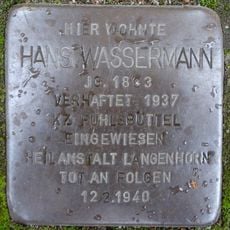 HIER WOHNTE
HANS WASSERMANN
JG.
VERHAFTET 1937
KZ FUHLSBÜTTEL
EINGEWIESEN
HEILANSTALT LANGENHORN
TOT AN FOLGEN
12.2.1940